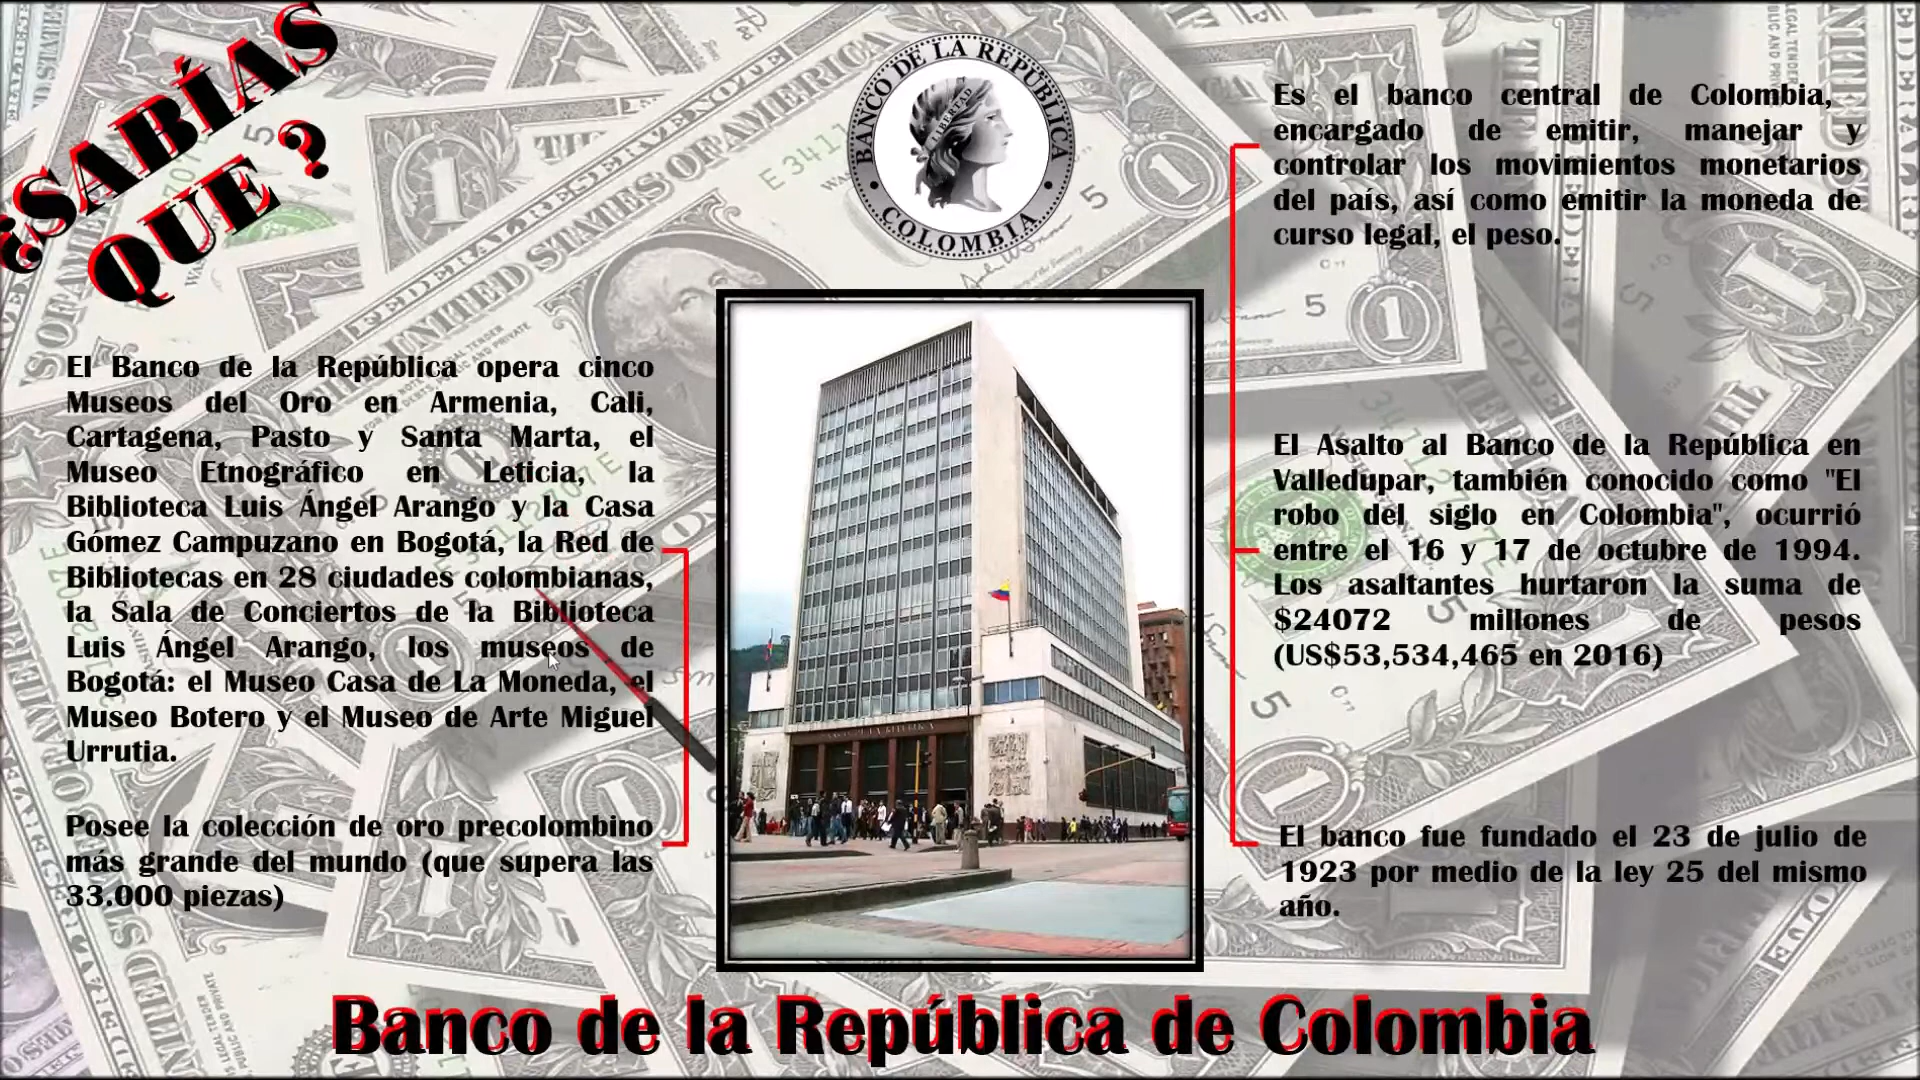 ¿SABÍAS
QUE ?
BANCO DE LA REPÚBLICA
LIBERTAD
COLOMBIA
El Banco de la República opera cinco
Museos del Oro en Armenia, Cali,
Cartagena, Pasto y Santa Marta, el
Museo Etnográfico en Leticia, la
Biblioteca Luis Ángel Arango y la Casa
Gómez Campuzano en Bogotá, la Red de
Bibliotecas en 28 ciudades colombianas,
la Sala de Conciertos de la Biblioteca
Luis Ángel Arango, los museos de
Bogotá: el Museo Casa de La Moneda, el
Museo Botero y el Museo de Arte Miguel
Urrutia.
Posee la colección de oro precolombino
más grande del mundo (que supera las
33.000 piezas)
Es el banco central de Colombia,
encargado de emitir, manejar y
controlar los movimientos monetarios
del país, así como emitir la moneda de
curso legal, el peso.
El Asalto al Banco de la República en
Valledupar, también conocido como "El
robo del siglo en Colombia", ocurrió
entre el 16 y 17 de octubre de 1994.
Los asaltantes hurtaron la suma de
$24072 millones de pesos
(US$53,534,465 en 2016)
El banco fue fundado el 23 de julio de
1923 por medio de la ley 25 del mismo
año.
Banco de la República de Colombia
FEDERAL RESERVE NOTE
THE UNITED STATES OF AMERICA